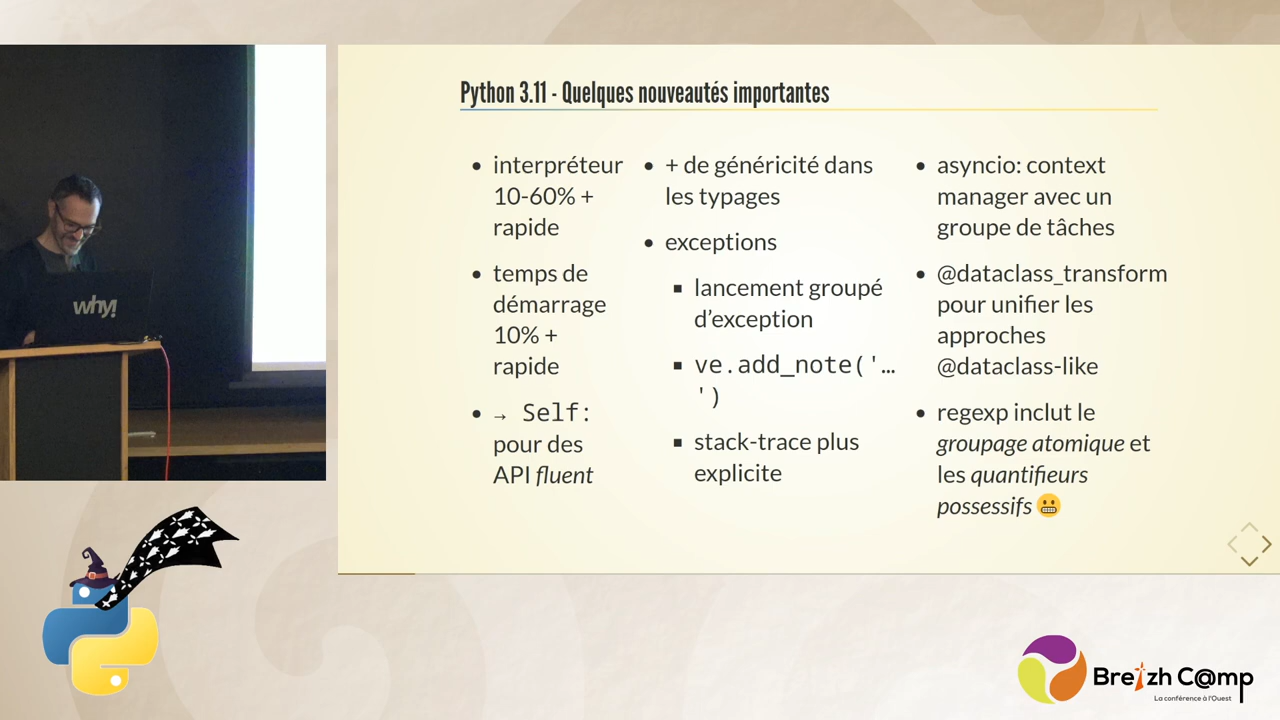 Python 3.11 - Quelques nouveautés importantes
interpréteur
10-60% +
rapide
temps de
démarrage
10% +
rapide
→ Self:
pour des
API fluent
+ de généricité dans
les typages
exceptions
lancement groupé
d’exception
ve.add_note('…
')
stack-trace plus
explicite
asyncio: context
manager avec un
groupe de tâches
@dataclass_transform
pour unifier les
approches
@dataclass-like
regexp inclut le
groupage atomique et
les quantifieurs
possessifs 😬
why!
Breizh C@mp
La conférence à l'Ouest